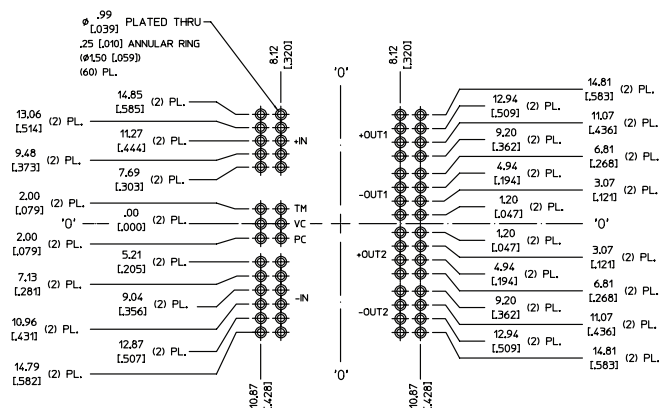 ø .99 [.039] PLATED THRU
.25 [.010] ANNULAR RING
(ø1.50 [.059])
(60) PL.
8.12 [.320]
'0'
8.12 [.320]
14.85 [.585] (2) PL.
13.06 [.514] (2) PL.
11.27 [.444] (2) PL.
9.48 [.373] (2) PL.
7.69 [.303] (2) PL.
2.00 [.079] (2) PL.
'0'
.00 [.000] (2) PL.
2.00 [.079] (2) PL.
5.21 [.205] (2) PL.
7.13 [.281] (2) PL.
9.04 [.356] (2) PL.
10.96 [.431] (2) PL.
12.87 [.507] (2) PL.
14.79 [.582] (2) PL.
+IN
TM
VC
PC
-IN
10.87 [.428]
'0'
10.87 [.428]
+OUT1
-OUT1
+OUT2
-OUT2
14.81 [.583] (2) PL.
12.94 [.509] (2) PL.
11.07 [.436] (2) PL.
9.20 [.362] (2) PL.
6.81 [.268] (2) PL.
4.94 [.194] (2) PL.
3.07 [.121] (2) PL.
1.20 [.047] (2) PL.
'0'
1.20 [.047] (2) PL.
3.07 [.121] (2) PL.
4.94 [.194] (2) PL.
6.81 [.268] (2) PL.
9.20 [.362] (2) PL.
11.07 [.436] (2) PL.
12.94 [.509] (2) PL.
14.81 [.583] (2) PL.